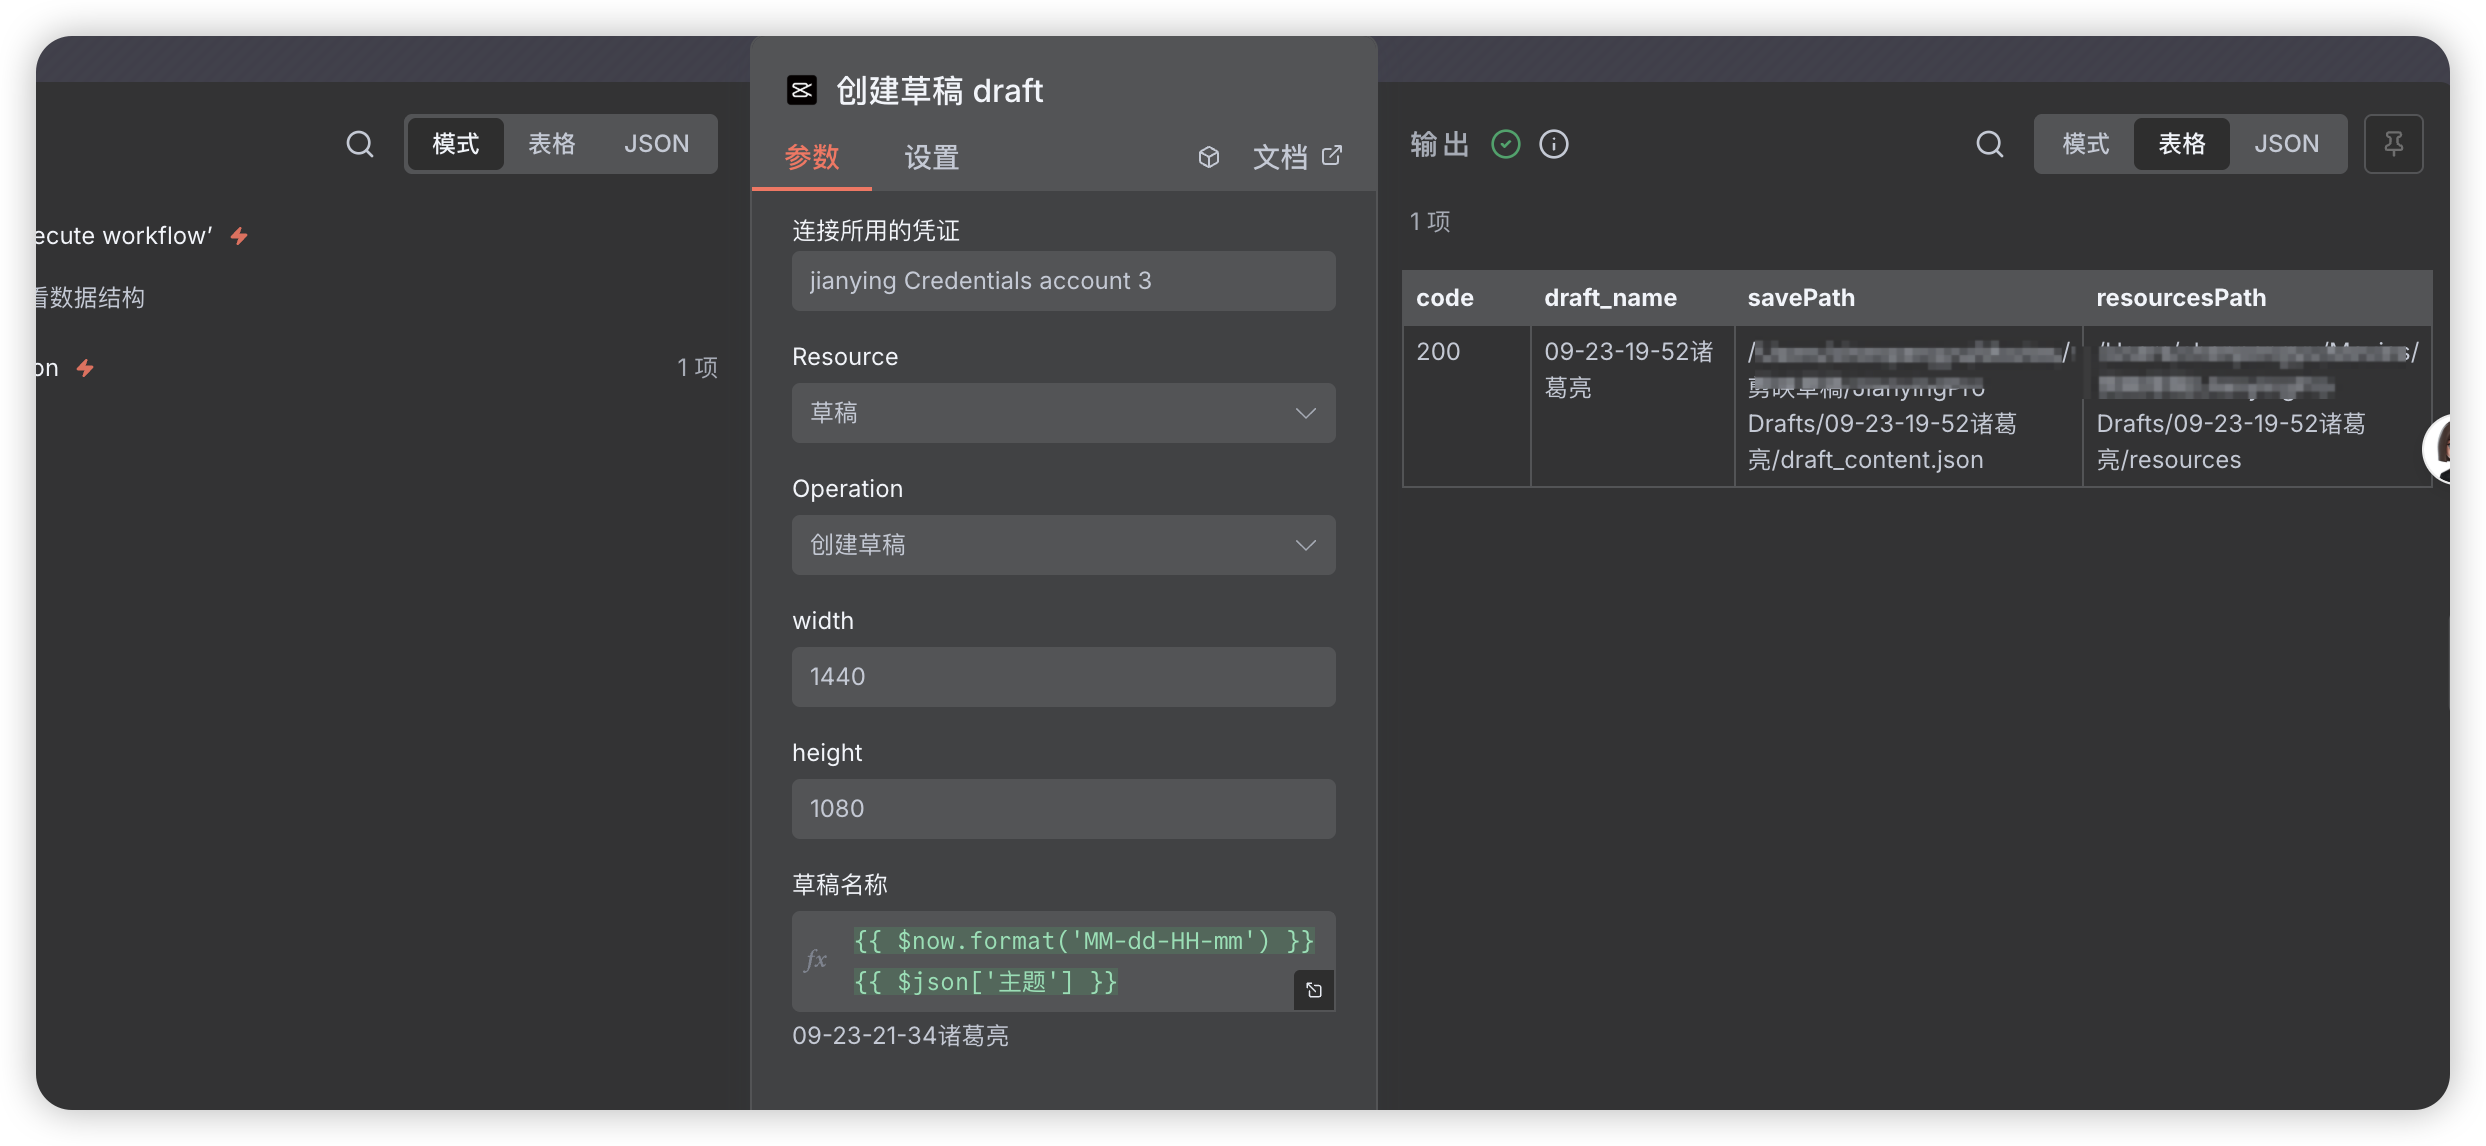 创建草稿 draft
模式 表格 JSON
参数 设置 文档
输出
模式 表格 JSON
ecute workflow’
看数据结构
on
1 项
连接所用的凭证
jianying Credentials account 3
Resource
草稿
Operation
创建草稿
width
1440
height
1080
草稿名称
fx
{{ $now.format('MM-dd-HH-mm') }}
{{ $json['主题'] }}
09-23-21-34诸葛亮
1 项
code draft_name savePath resourcesPath
200
09-23-19-52诸
葛亮
/
剪映草稿/JianyingPro
Drafts/09-23-19-52诸葛
亮/draft_content.json
Drafts/09-23-19-52诸葛
亮/resources